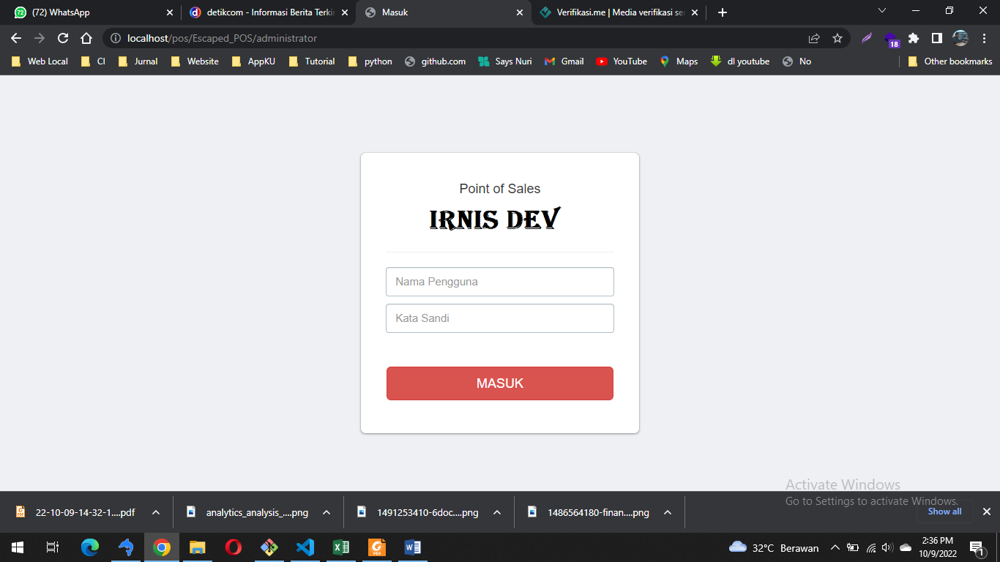 (72) WhatsApp
detikcom - Informasi Berita Terkin
Masuk
Verifikasi.me | Media verifikasi se
localhost/pos/Escaped_POS/administrator
18
Web Local
CI
Jurnal
Website
AppKU
Tutorial
python
github.com
Says Nuri
Gmail
YouTube
Maps
dl youtube
No
Other bookmarks
Point of Sales
IRNIS DEV
Nama Pengguna
Kata Sandi
MASUK
Activate Windows
Go to Settings to activate Windows.
22-10-09-14-32-1....pdf
analytics_analysis_....png
1491253410-6doc....png
1486564180-finan....png
Show all
32°C Berawan
2:36 PM
10/9/2022
1